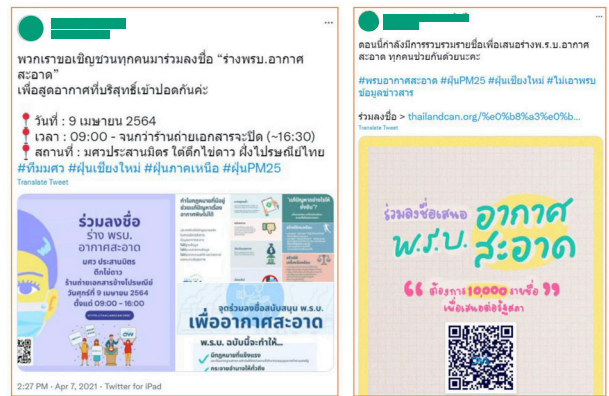 พวกเราขอเชิญชวนทุกคนมาร่วมลงชื่อ “ร่างพรบ.อากาศ
สะอาด”
เพื่อสูดอากาศที่บริสุทธิ์เข้าปอดกันค่ะ
วันที่ : 9 เมษายน 2564
เวลา : 09:00 - จนกว่าร้านถ่ายเอกสารจะปิด (~16:30)
สถานที่ : มศวประสานมิตร ใต้ตึกไข่ดาว ฝั่งไปรษณีย์ไทย
#ทีมมศว #ฝุ่นเชียงใหม่ #ฝุ่นภาคเหนือ #ฝุ่นPM25
Translate Tweet
ร่วมลงชื่อ
ร่าง พรบ.
อากาศสะอาด
มศว ประสานมิตร
ตึกไข่ดาว
ร้านถ่ายเอกสารข้างไปรษณีย์
วันศุกร์ที่ 9 เมษายน 2564
ตั้งแต่ 09:00 - 16:00
จุดร่วมลงชื่อสนับสนุน พ.ร.บ.
เพื่ออากาศสะอาด
พ.ร.บ. ฉบับนี้จะทำให้...
มีกฎหมายที่แข็งแรง
2:27 PM - Apr 7, 2021 - Twitter for iPad
ตอนนี้กำลังมีการรวบรวมรายชื่อเพื่อเสนอร่างพ.ร.บ.อากาศ
สะอาด ทุกคนช่วยกันด้วยนะคะ
#พรบอากาศสะอาด #ฝุ่นPM25 #ฝุ่นเชียงใหม่ #ไม่เอาพรบ
ข้อมูลข่าวสาร
ร่วมลงชื่อ > thailandcan.org/%e0%b8%a3%e0%b...
Translate Tweet
ร่วมลงชื่อเสนอ
พ.ร.บ. อากาศ
สะอาด
ต้องการ 10,000 รายชื่อ
เพื่อเสนอต่อรัฐสภา